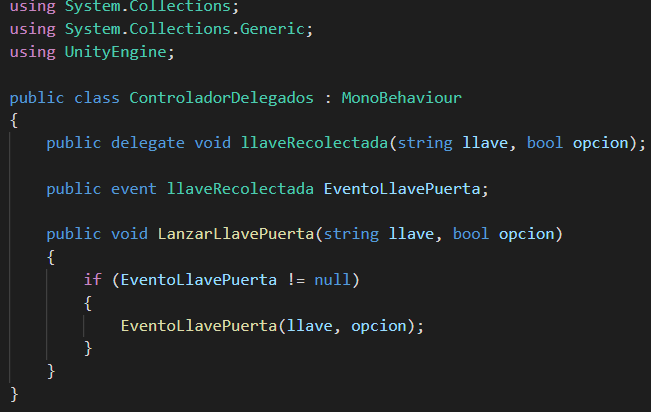 using System.Collections;
using System.Collections.Generic;
using UnityEngine;

public class ControladorDelegados : MonoBehaviour
{
    public delegate void llaveRecolectada(string llave, bool opcion);

    public event llaveRecolectada EventoLlavePuerta;

    public void LanzarLlavePuerta(string llave, bool opcion)
    {
        if (EventoLlavePuerta != null)
        {
            EventoLlavePuerta(llave, opcion);
        }
    }
}